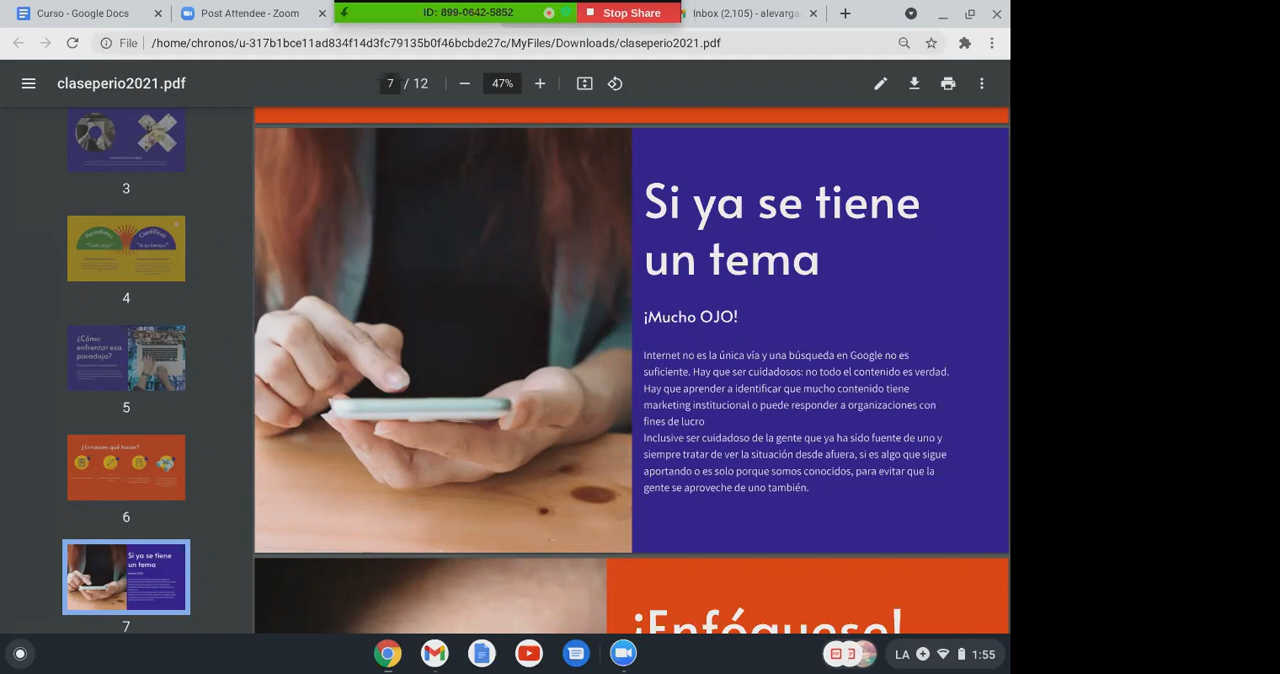 Curso - Google Docs
Post Attendee - Zoom
ID: 899-0642-5852
Stop Share
Inbox (2,105) - alevarga
File
/home/chronos/u-317b1bce11ad834f14d3fc79135b0f46bcbde27c/MyFiles/Downloads/claseperio2021.pdf
claseperio2021.pdf
7 / 12
47%
3
4
¿Cómo
enfrentar esa
paradoja?
5
¿Entonces qué hacer?
6
Si ya se tiene
un tema
7
Si ya se tiene
un tema
¡Mucho OJO!
Internet no es la única vía y una búsqueda en Google no es
suficiente. Hay que ser cuidadosos: no todo el contenido es verdad.
Hay que aprender a identificar que mucho contenido tiene
marketing institucional o puede responder a organizaciones con
fines de lucro
Inclusive ser cuidadoso de la gente que ya ha sido fuente de uno y
siempre tratar de ver la situación desde afuera, si es algo que sigue
aportando o es solo porque somos conocidos, para evitar que la
gente se aproveche de uno también.
¡Enfóquese!
LA
1:55